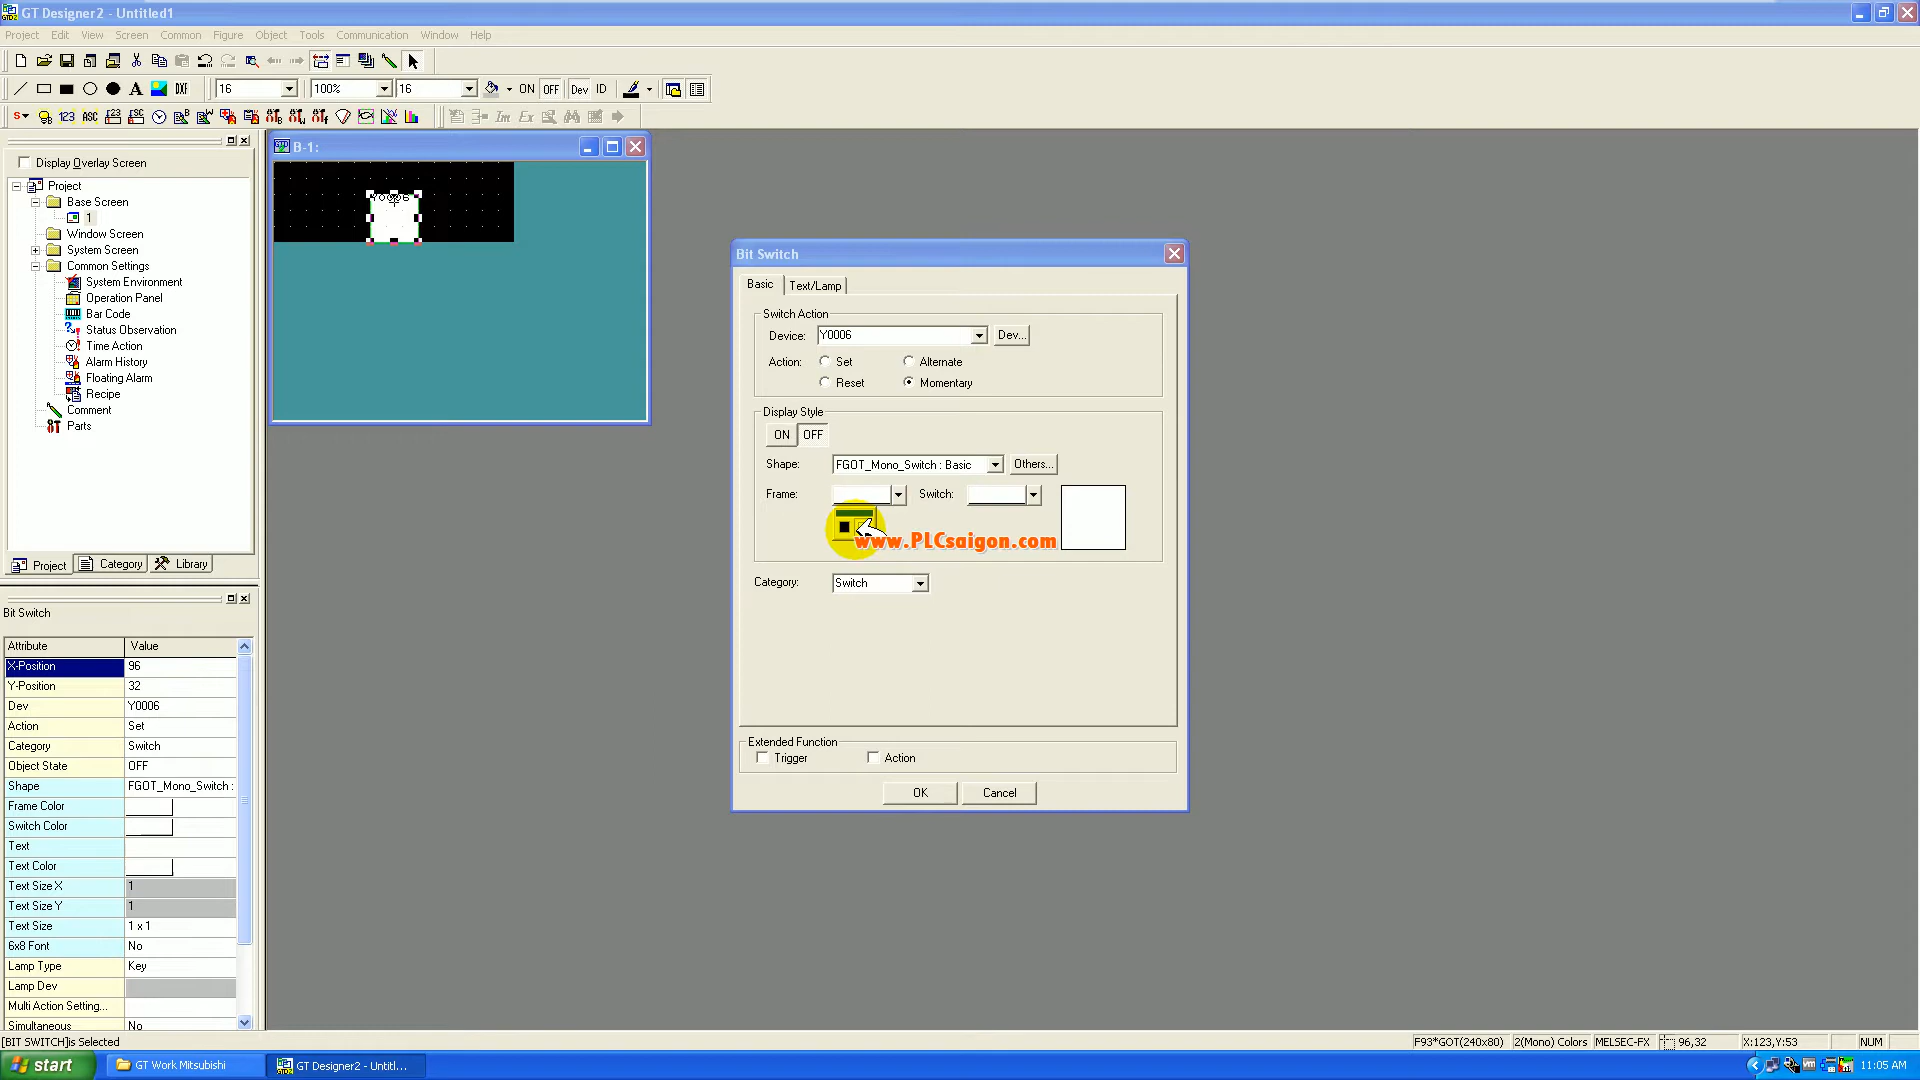 GT Designer2 - Untitled1
Project Edit View Screen Common Figure Object Tools Communication Window Help
A DXF 16 100% 16 ON OFF Dev ID
S 123 ASC
Im Ex
Display Overlay Screen
Project
Base Screen
1
Window Screen
System Screen
Common Settings
System Environment
Operation Panel
Bar Code
Status Observation
Time Action
Alarm History
Floating Alarm
Recipe
Comment
Parts
Project Category Library
Bit Switch
Attribute Value
X-Position 96
Y-Position 32
Dev Y0006
Action Set
Category Switch
Object State OFF
Shape FGOT_Mono_Switch :
Frame Color
Switch Color
Text
Text Color
Text Size X 1
Text Size Y 1
Text Size 1 x 1
6x8 Font No
Lamp Type Key
Lamp Dev
Multi Action Setting...
Simultaneous No
B-1:
Y0006
Bit Switch
Basic Text/Lamp
Switch Action
Device: Y0006 Dev...
Action: Set Alternate
Reset Momentary
Display Style
ON OFF
Shape: FGOT_Mono_Switch : Basic Others...
Frame: Switch:
www.PLCsaigon.com
Category: Switch
Extended Function
Trigger Action
OK Cancel
[BIT SWITCH]is Selected
F93*GOT(240x80) 2(Mono) Colors MELSEC-FX 96,32 X:123,Y:53 NUM
start GT Work Mitsubishi GT Designer2 - Untitl... 11:05 AM